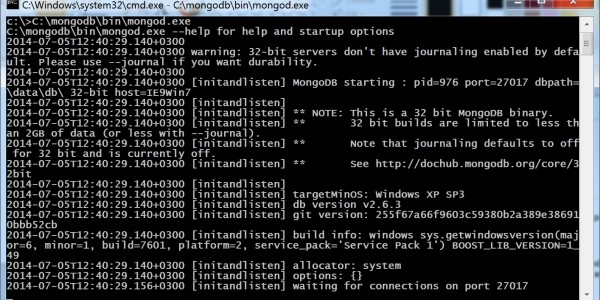 C:\Windows\system32\cmd.exe - C:\mongodb\bin\mongod.exe
C:\>C:\mongodb\bin\mongod.exe
C:\mongodb\bin\mongod.exe --help for help and startup options
2014-07-05T12:40:29.140+0300 warning: 32-bit servers don't have journaling enabled by defa
ult. Please use --journal if you want durability.
2014-07-05T12:40:29.140+0300
2014-07-05T12:40:29.140+0300 [initandlisten] MongoDB starting : pid=976 port=27017 dbpath=
\data\db\ 32-bit host=IE9Win7
2014-07-05T12:40:29.140+0300 [initandlisten]
2014-07-05T12:40:29.140+0300 [initandlisten] ** NOTE: This is a 32 bit MongoDB binary.
2014-07-05T12:40:29.140+0300 [initandlisten] ** 32 bit builds are limited to less th
an 2GB of data (or less with --journal).
2014-07-05T12:40:29.140+0300 [initandlisten] ** Note that journaling defaults to off
for 32 bit and is currently off.
2014-07-05T12:40:29.140+0300 [initandlisten] ** See http://dochub.mongodb.org/core/3
2bit
2014-07-05T12:40:29.140+0300 [initandlisten]
2014-07-05T12:40:29.140+0300 [initandlisten] targetMinOS: Windows XP SP3
2014-07-05T12:40:29.140+0300 [initandlisten] db version v2.6.3
2014-07-05T12:40:29.140+0300 [initandlisten] git version: 255f67a66f9603c59380b2a389e38691
0bbb52cb
2014-07-05T12:40:29.140+0300 [initandlisten] build info: windows sys.getwindowsversion(maj
or=6, minor=1, build=7601, platform=2, service_pack='Service Pack 1') BOOST_LIB_VERSION=1_
49
2014-07-05T12:40:29.140+0300 [initandlisten] allocator: system
2014-07-05T12:40:29.140+0300 [initandlisten] options: {}
2014-07-05T12:40:29.156+0300 [initandlisten] waiting for connections on port 27017